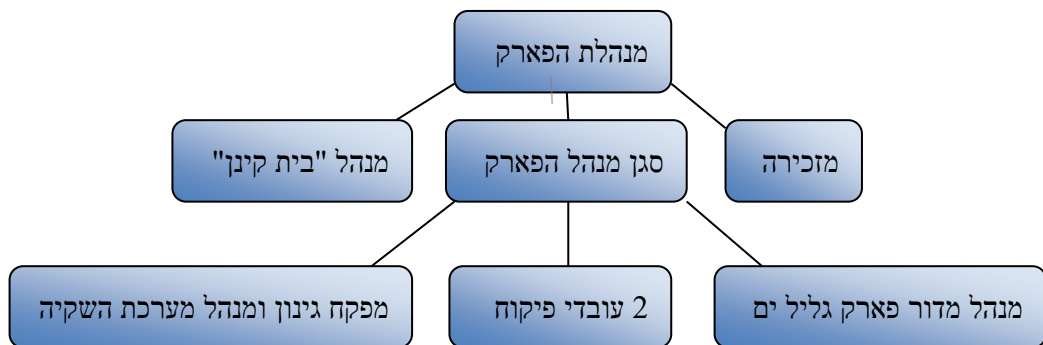 מנהלת הפארק
מזכירה
סגן מנהל הפארק
מנהל "בית קינן"
מנהל מדור פארק גליל ים
2 עובדי פיקוח
מפקח גינון ומנהל מערכת השקיה